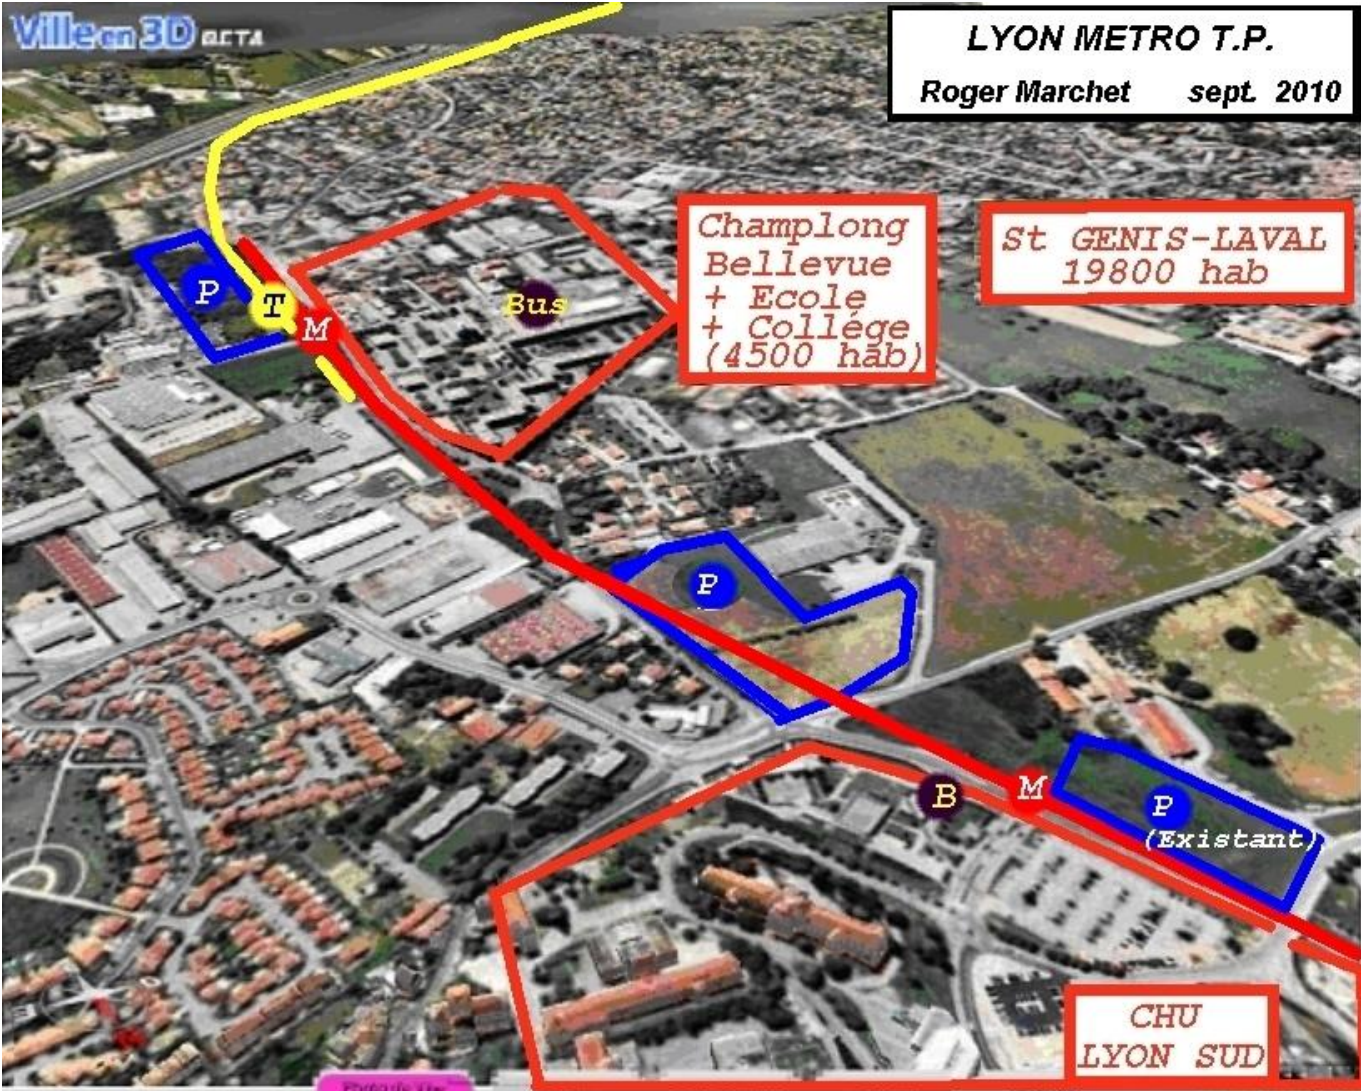 Ville en 3D BETA
LYON METRO T.P.
Roger Marchet sept. 2010
Champlong
Bellevue
+ Ecole
+ Collége
(4500 hab)
St GENIS-LAVAL
19800 hab
P
T
M
Bus
P
B
M
P
(Existant)
CHU
LYON SUD